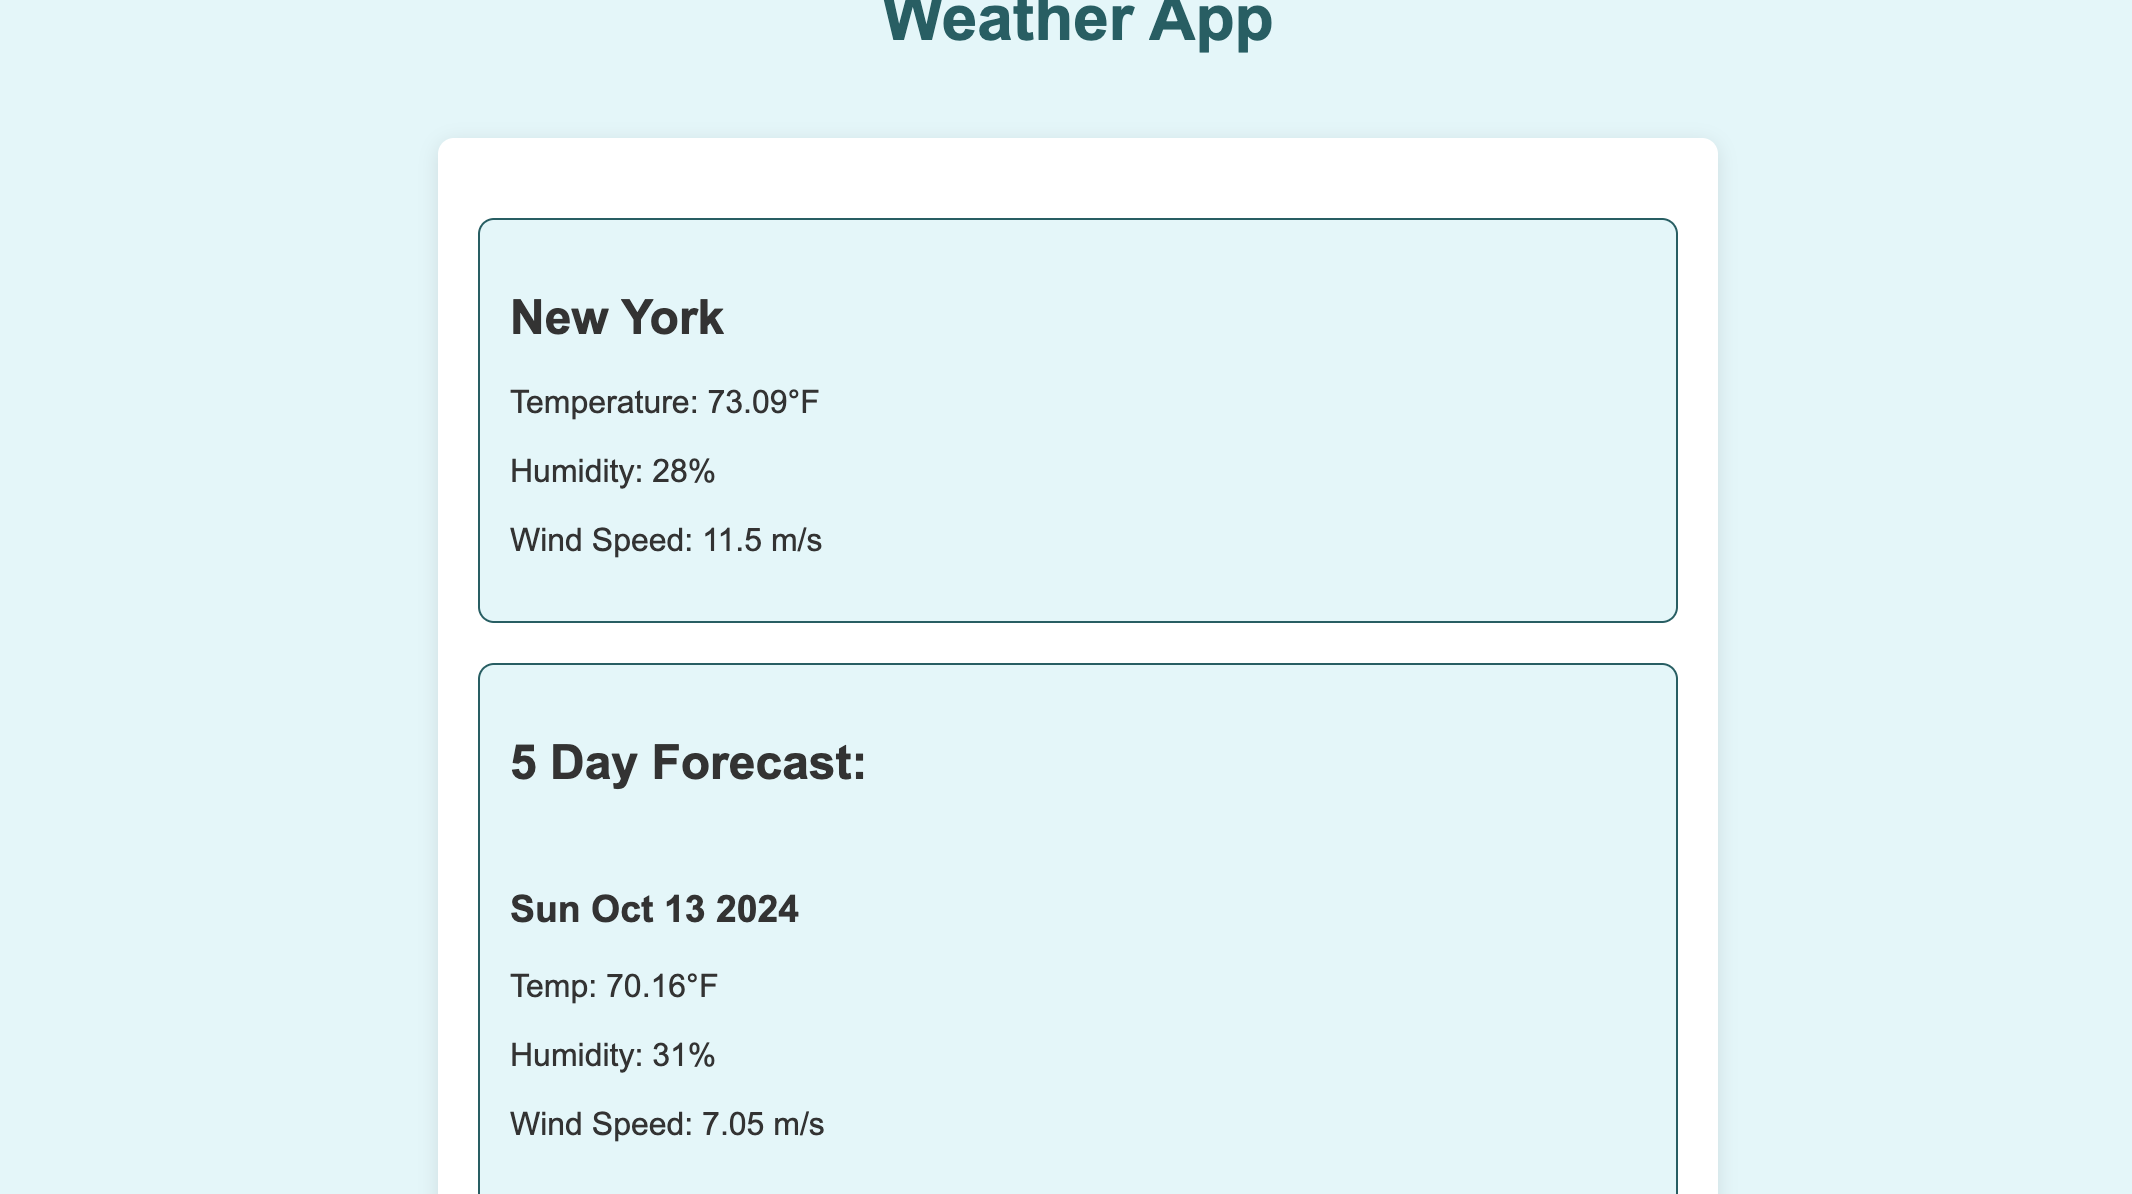 Weather App
New York
Temperature: 73.09°F
Humidity: 28%
Wind Speed: 11.5 m/s
5 Day Forecast:
Sun Oct 13 2024
Temp: 70.16°F
Humidity: 31%
Wind Speed: 7.05 m/s